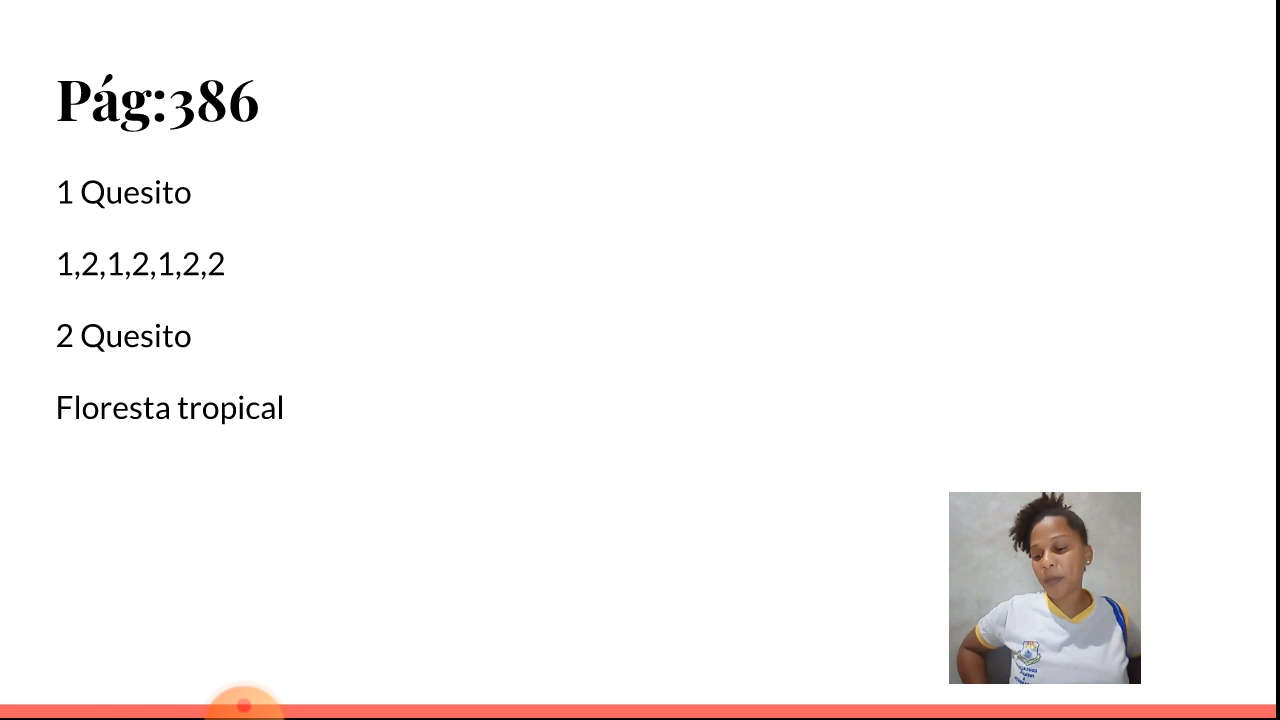 Pág:386
1 Quesito
1,2,1,2,1,2,2
2 Quesito
Floresta tropical